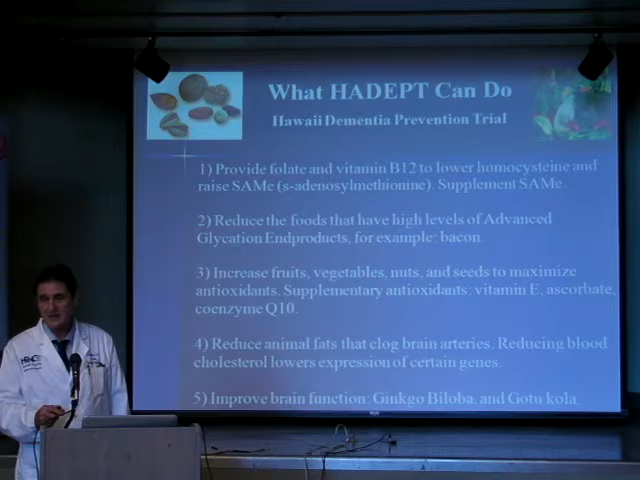 What HADEPT Can Do
Hawaii Dementia Prevention Trial
1) Provide folate and vitamin B12 to lower homocysteine and
raise SAMe (s-adenosylmethionine). Supplement SAMe.
2) Reduce the foods that have high levels of Advanced
Glycation Endproducts, for example; bacon.
3) Increase fruits, vegetables, nuts, and seeds to maximize
antioxidants. Supplementary antioxidants: vitamin E, ascorbate,
coenzyme Q10.
4) Reduce animal fats that clog brain arteries. Reducing blood
cholesterol lowers expression of certain genes.
5) Improve brain function: Ginkgo Biloba, and Gotu kola.